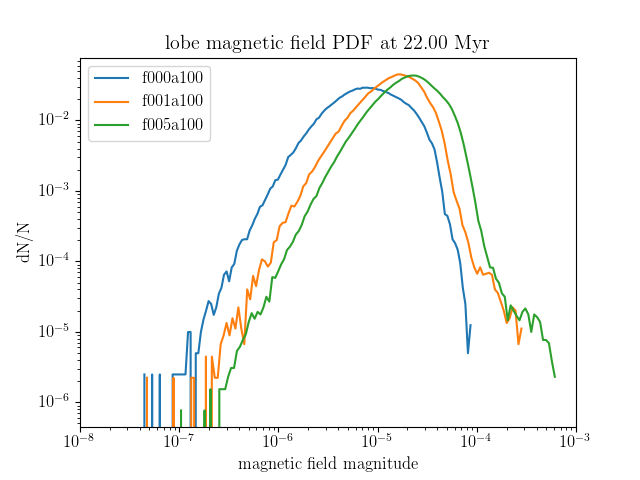 lobe magnetic field PDF at 22.00 Myr
f000a100
f001a100
f005a100
dN/N
10⁻²
10⁻³
10⁻⁴
10⁻⁵
10⁻⁶
10⁻⁸ 10⁻⁷ 10⁻⁶ 10⁻⁵ 10⁻⁴ 10⁻³
magnetic field magnitude